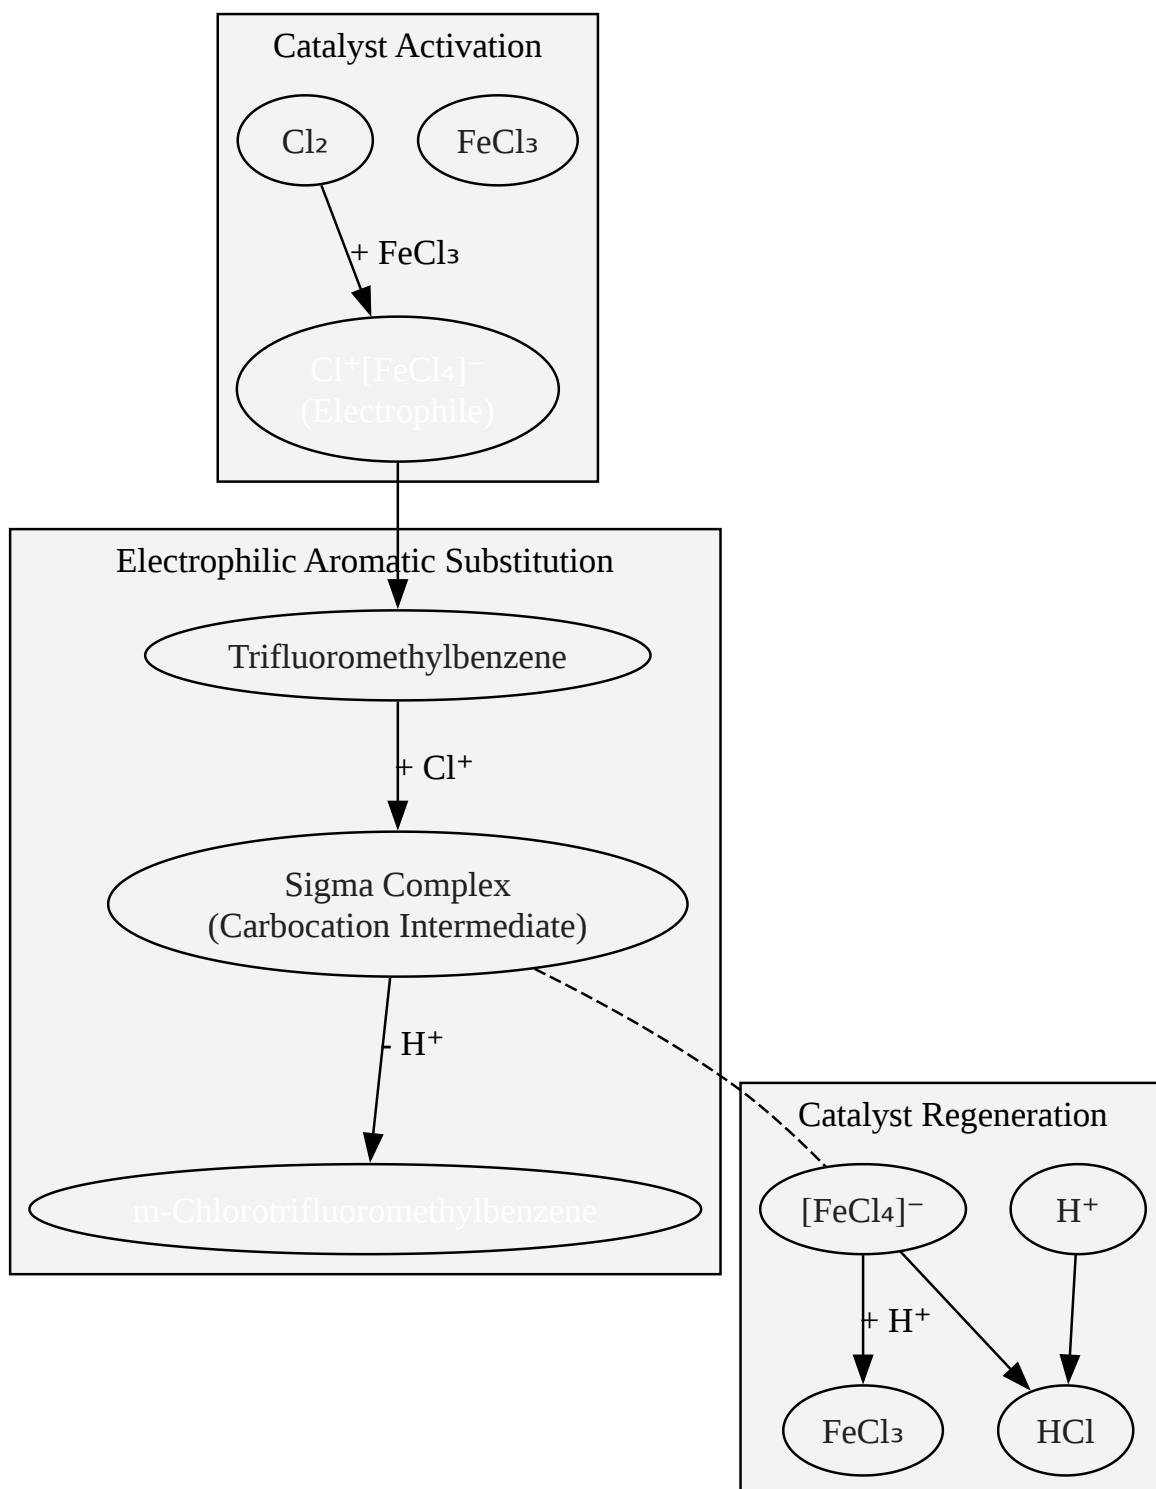 Catalyst Activation
Cl₂
FeCl₃
+ FeCl₃
Cl⁺[FeCl₄]⁻
(Electrophile)
Electrophilic Aromatic Substitution
Trifluoromethylbenzene
+ Cl⁺
Sigma Complex
(Carbocation Intermediate)
- H⁺
m-Chlorotrifluoromethylbenzene
Catalyst Regeneration
[FeCl₄]⁻
H⁺
+ H⁺
FeCl₃
HCl